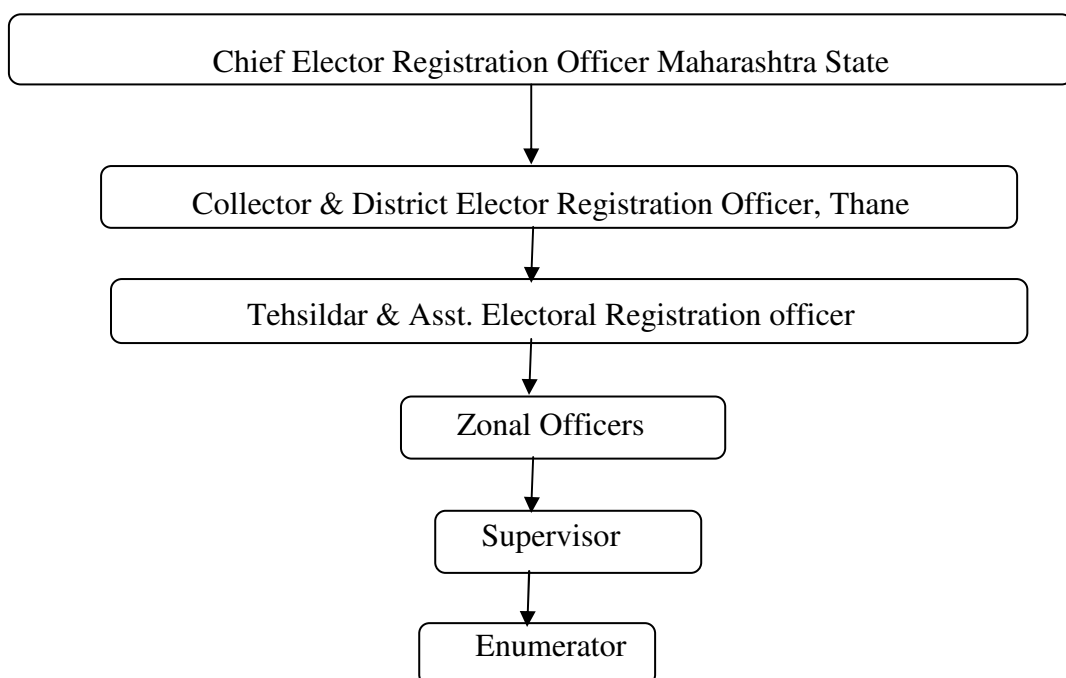 Chief Elector Registration Officer Maharashtra State
Collector & District Elector Registration Officer, Thane
Tehsildar & Asst. Electoral Registration officer
Zonal Officers
Supervisor
Enumerator